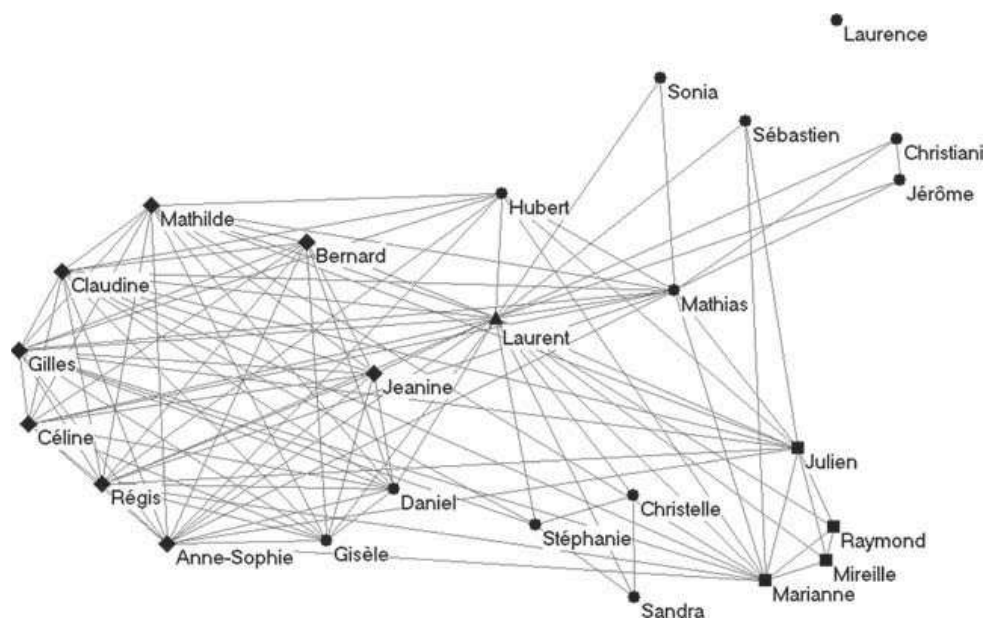 Laurence
Sonia
Sébastien
Christiani
Jérôme
Hubert
Mathilde
Bernard
Claudine
Mathias
Laurent
Gilles
Jeanine
Céline
Julien
Régis
Daniel
Christelle
Stéphanie
Raymond
Anne-Sophie
Gisèle
Mireille
Marianne
Sandra